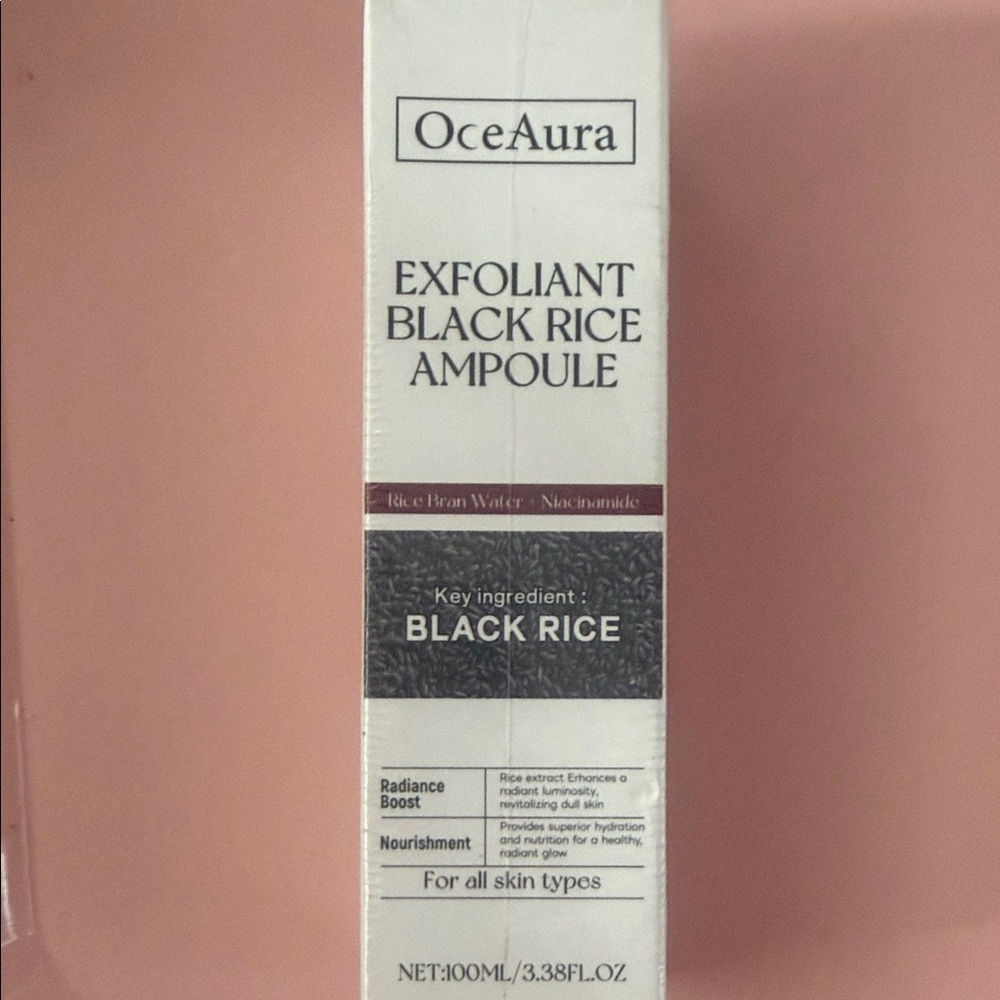 OceAura
EXFOLIANT
BLACK RICE
AMPOULE
Rice Bran Water + Niacinamide
Key ingredient :
BLACK RICE
Radiance
Boost
Rice extract Enhances a
radiant luminosity,
revitalizing dull skin
Nourishment
Provides superior hydration
and nutrition for a healthy,
radiant glow
For all skin types
NET:100ML/3.38FL.OZ